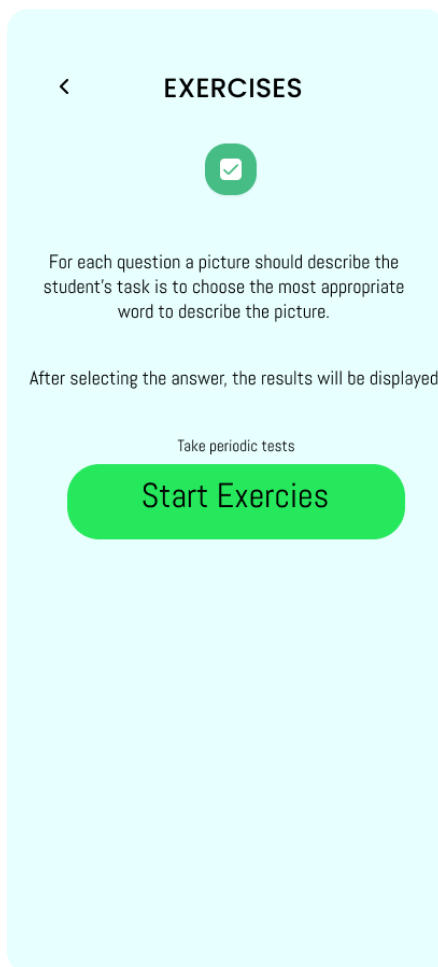 EXERCISES
For each question a picture should describe the
student's task is to choose the most appropriate
word to describe the picture.
After selecting the answer, the results will be displayed
Take periodic tests
Start Exercies